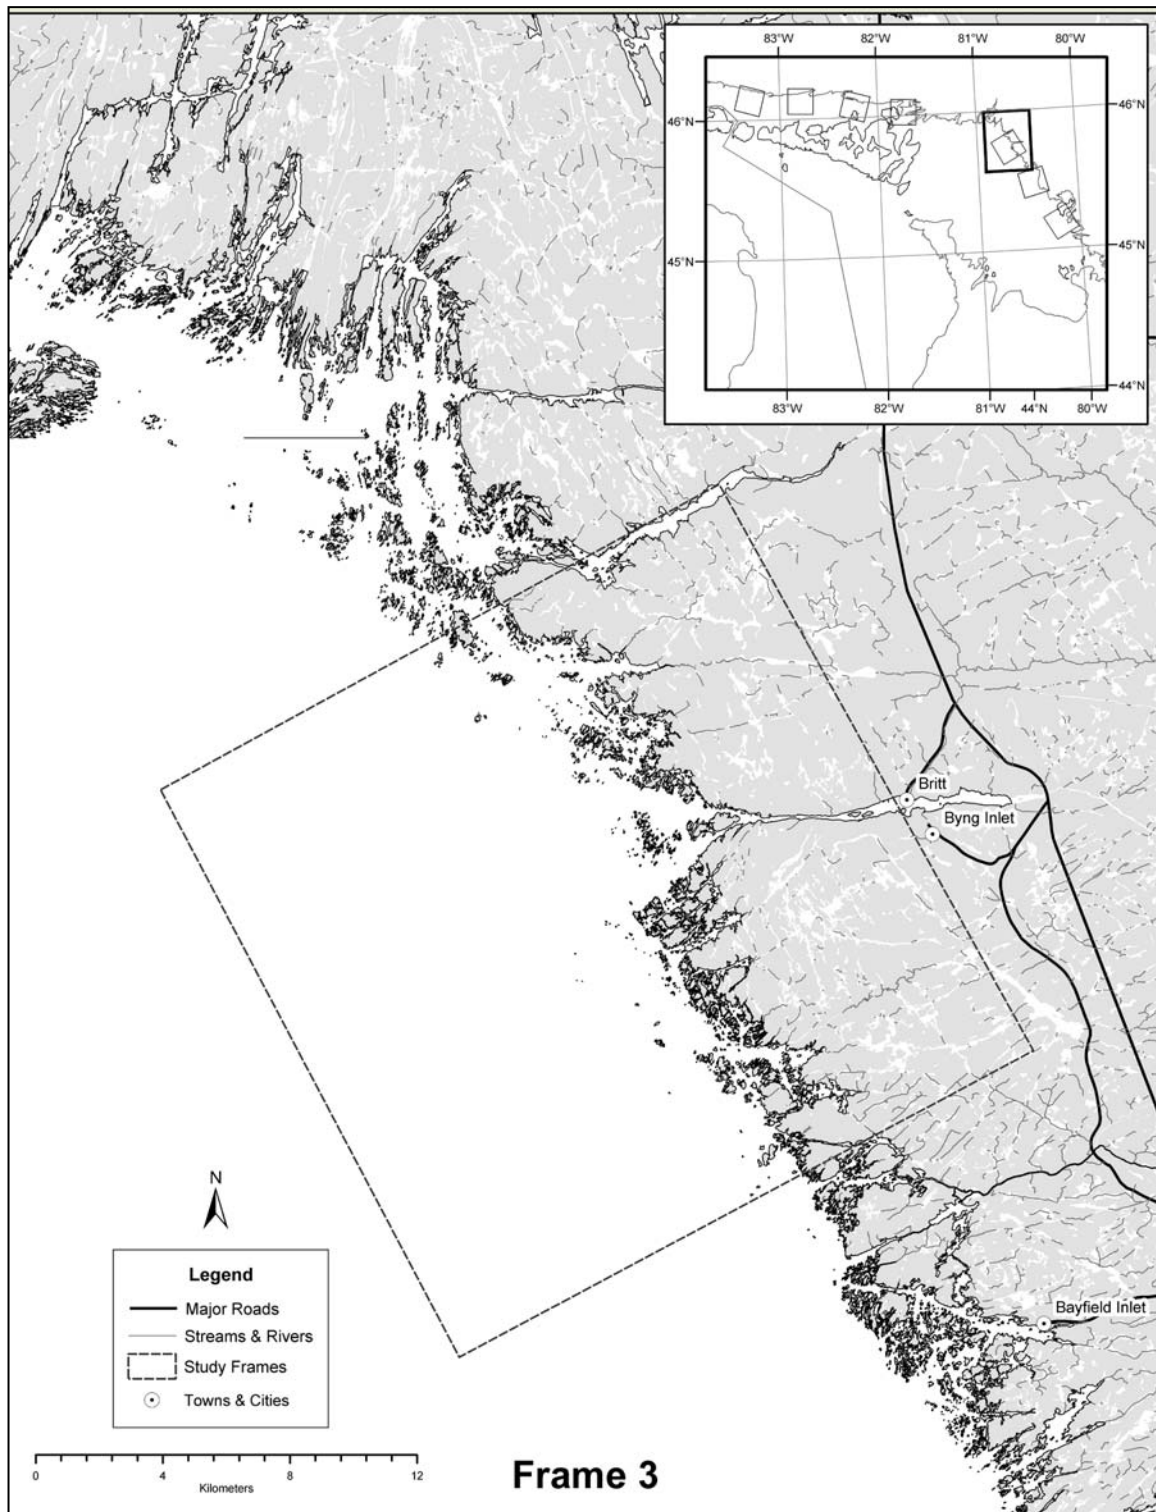 83°W 82°W 81°W 80°W
46°N 46°N
45°N 45°N
44°N
83°W 82°W 81°W 44°N 80°W
Britt
Byng Inlet
N
Legend
Major Roads
Streams & Rivers
Study Frames
Towns & Cities
Bayfield Inlet
0 4 8 12
Kilometers
Frame 3